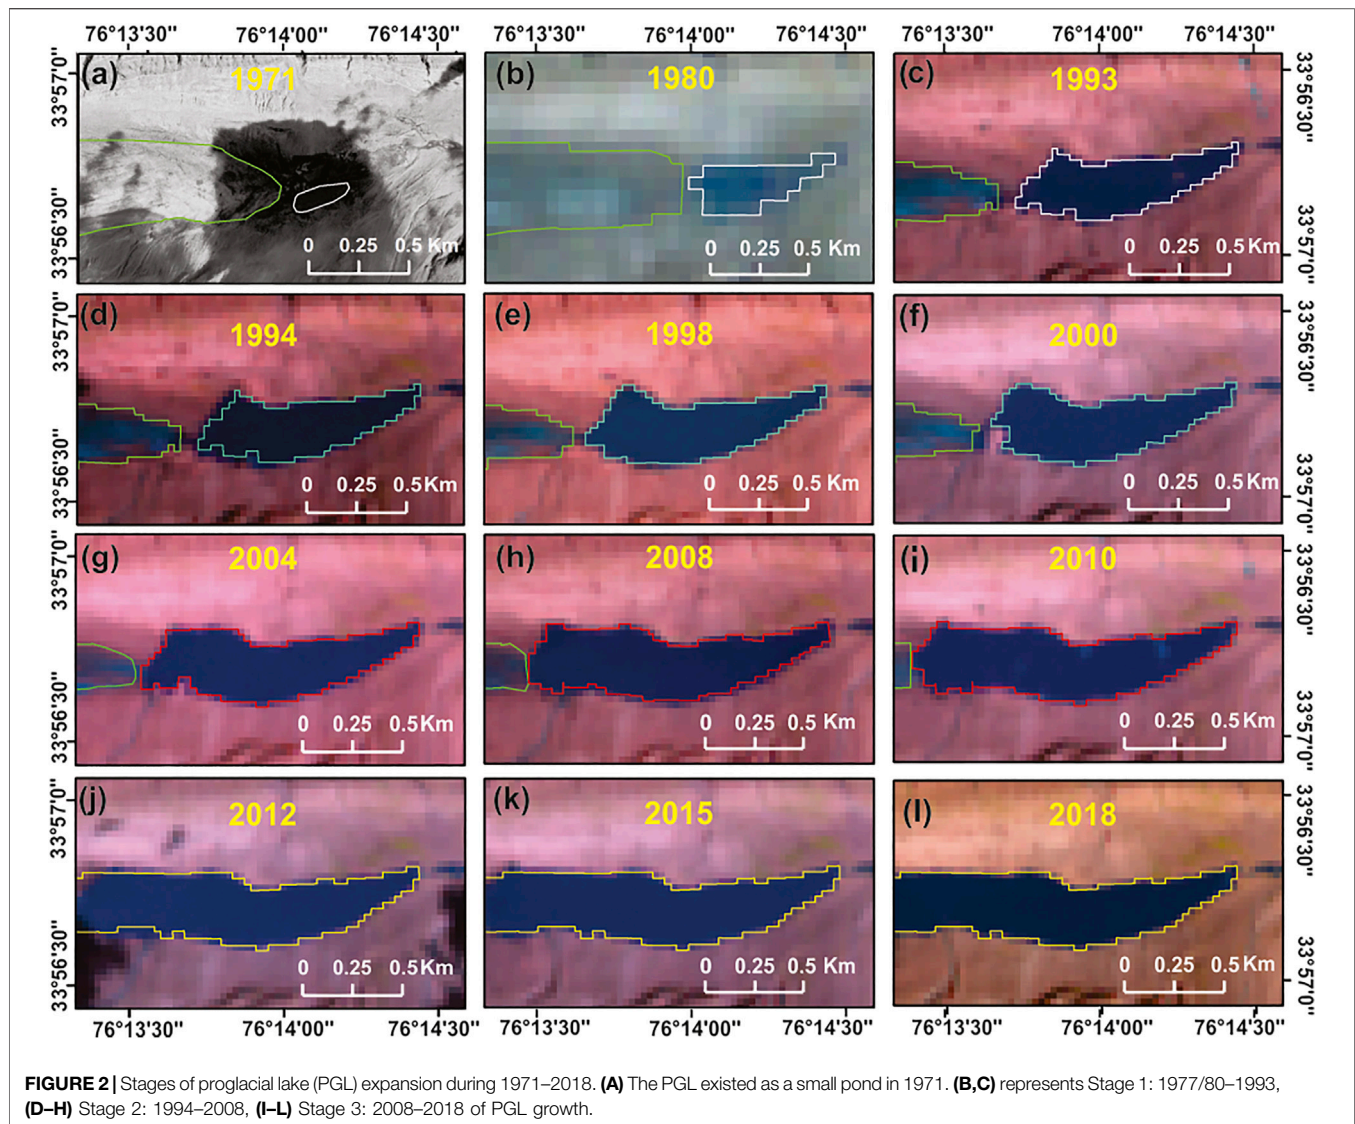 76°13'30" 76°14'00" 76°14'30" 76°13'30" 76°14'00" 76°14'30" 76°13'30" 76°14'00" 76°14'30"
33°57'0"
33°56'30"
(a) 1971
0 0.25 0.5 Km
(b) 1980
0 0.25 0.5 Km
(c) 1993
0 0.25 0.5 Km
33°56'30"
33°57'0"
33°57'0"
33°56'30"
(d) 1994
0 0.25 0.5 Km
(e) 1998
0 0.25 0.5 Km
(f) 2000
0 0.25 0.5 Km
33°56'30"
33°57'0"
33°57'0"
33°56'30"
(g) 2004
0 0.25 0.5 Km
(h) 2008
0 0.25 0.5 Km
(i) 2010
0 0.25 0.5 Km
33°56'30"
33°57'0"
33°57'0"
33°56'30"
(j) 2012
0 0.25 0.5 Km
(k) 2015
0 0.25 0.5 Km
(l) 2018
0 0.25 0.5 Km
33°56'30"
33°57'0"
76°13'30" 76°14'00" 76°14'30" 76°13'30" 76°14'00" 76°14'30" 76°13'30" 76°14'00" 76°14'30"
FIGURE 2 | Stages of proglacial lake (PGL) expansion during 1971–2018. (A) The PGL existed as a small pond in 1971. (B,C) represents Stage 1: 1977/80–1993,
(D–H) Stage 2: 1994–2008, (I–L) Stage 3: 2008–2018 of PGL growth.